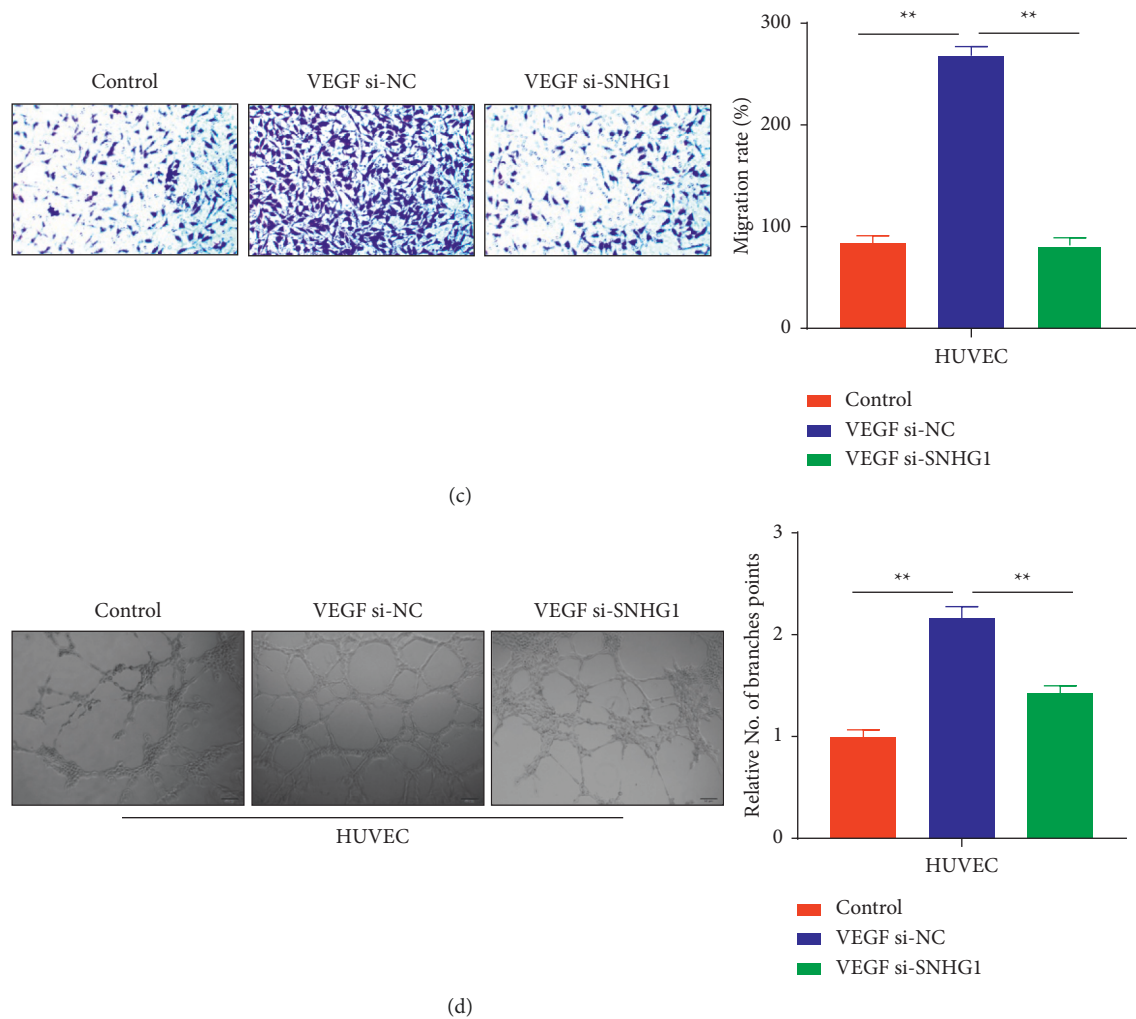 Control
VEGF si-NC
VEGF si-SNHG1
Migration rate (%)
300
200
100
0
**
**
HUVEC
Control
VEGF si-NC
VEGF si-SNHG1
(c)
Control
VEGF si-NC
VEGF si-SNHG1
HUVEC
Relative No. of branches points
3
2
1
0
**
**
HUVEC
Control
VEGF si-NC
VEGF si-SNHG1
(d)